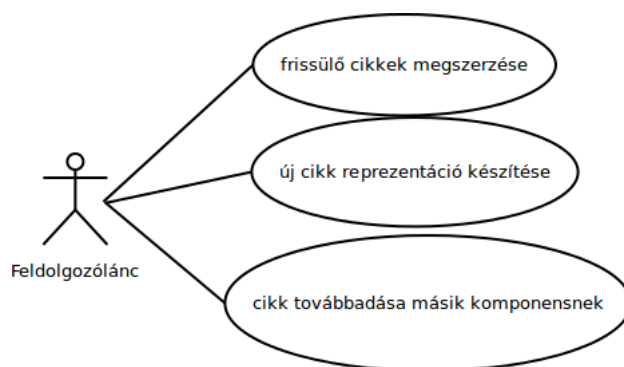 frissülő cikkek megszerzése
új cikk reprezentáció készítése
Feldolgozólánc
cikk továbbadása másik komponensnek